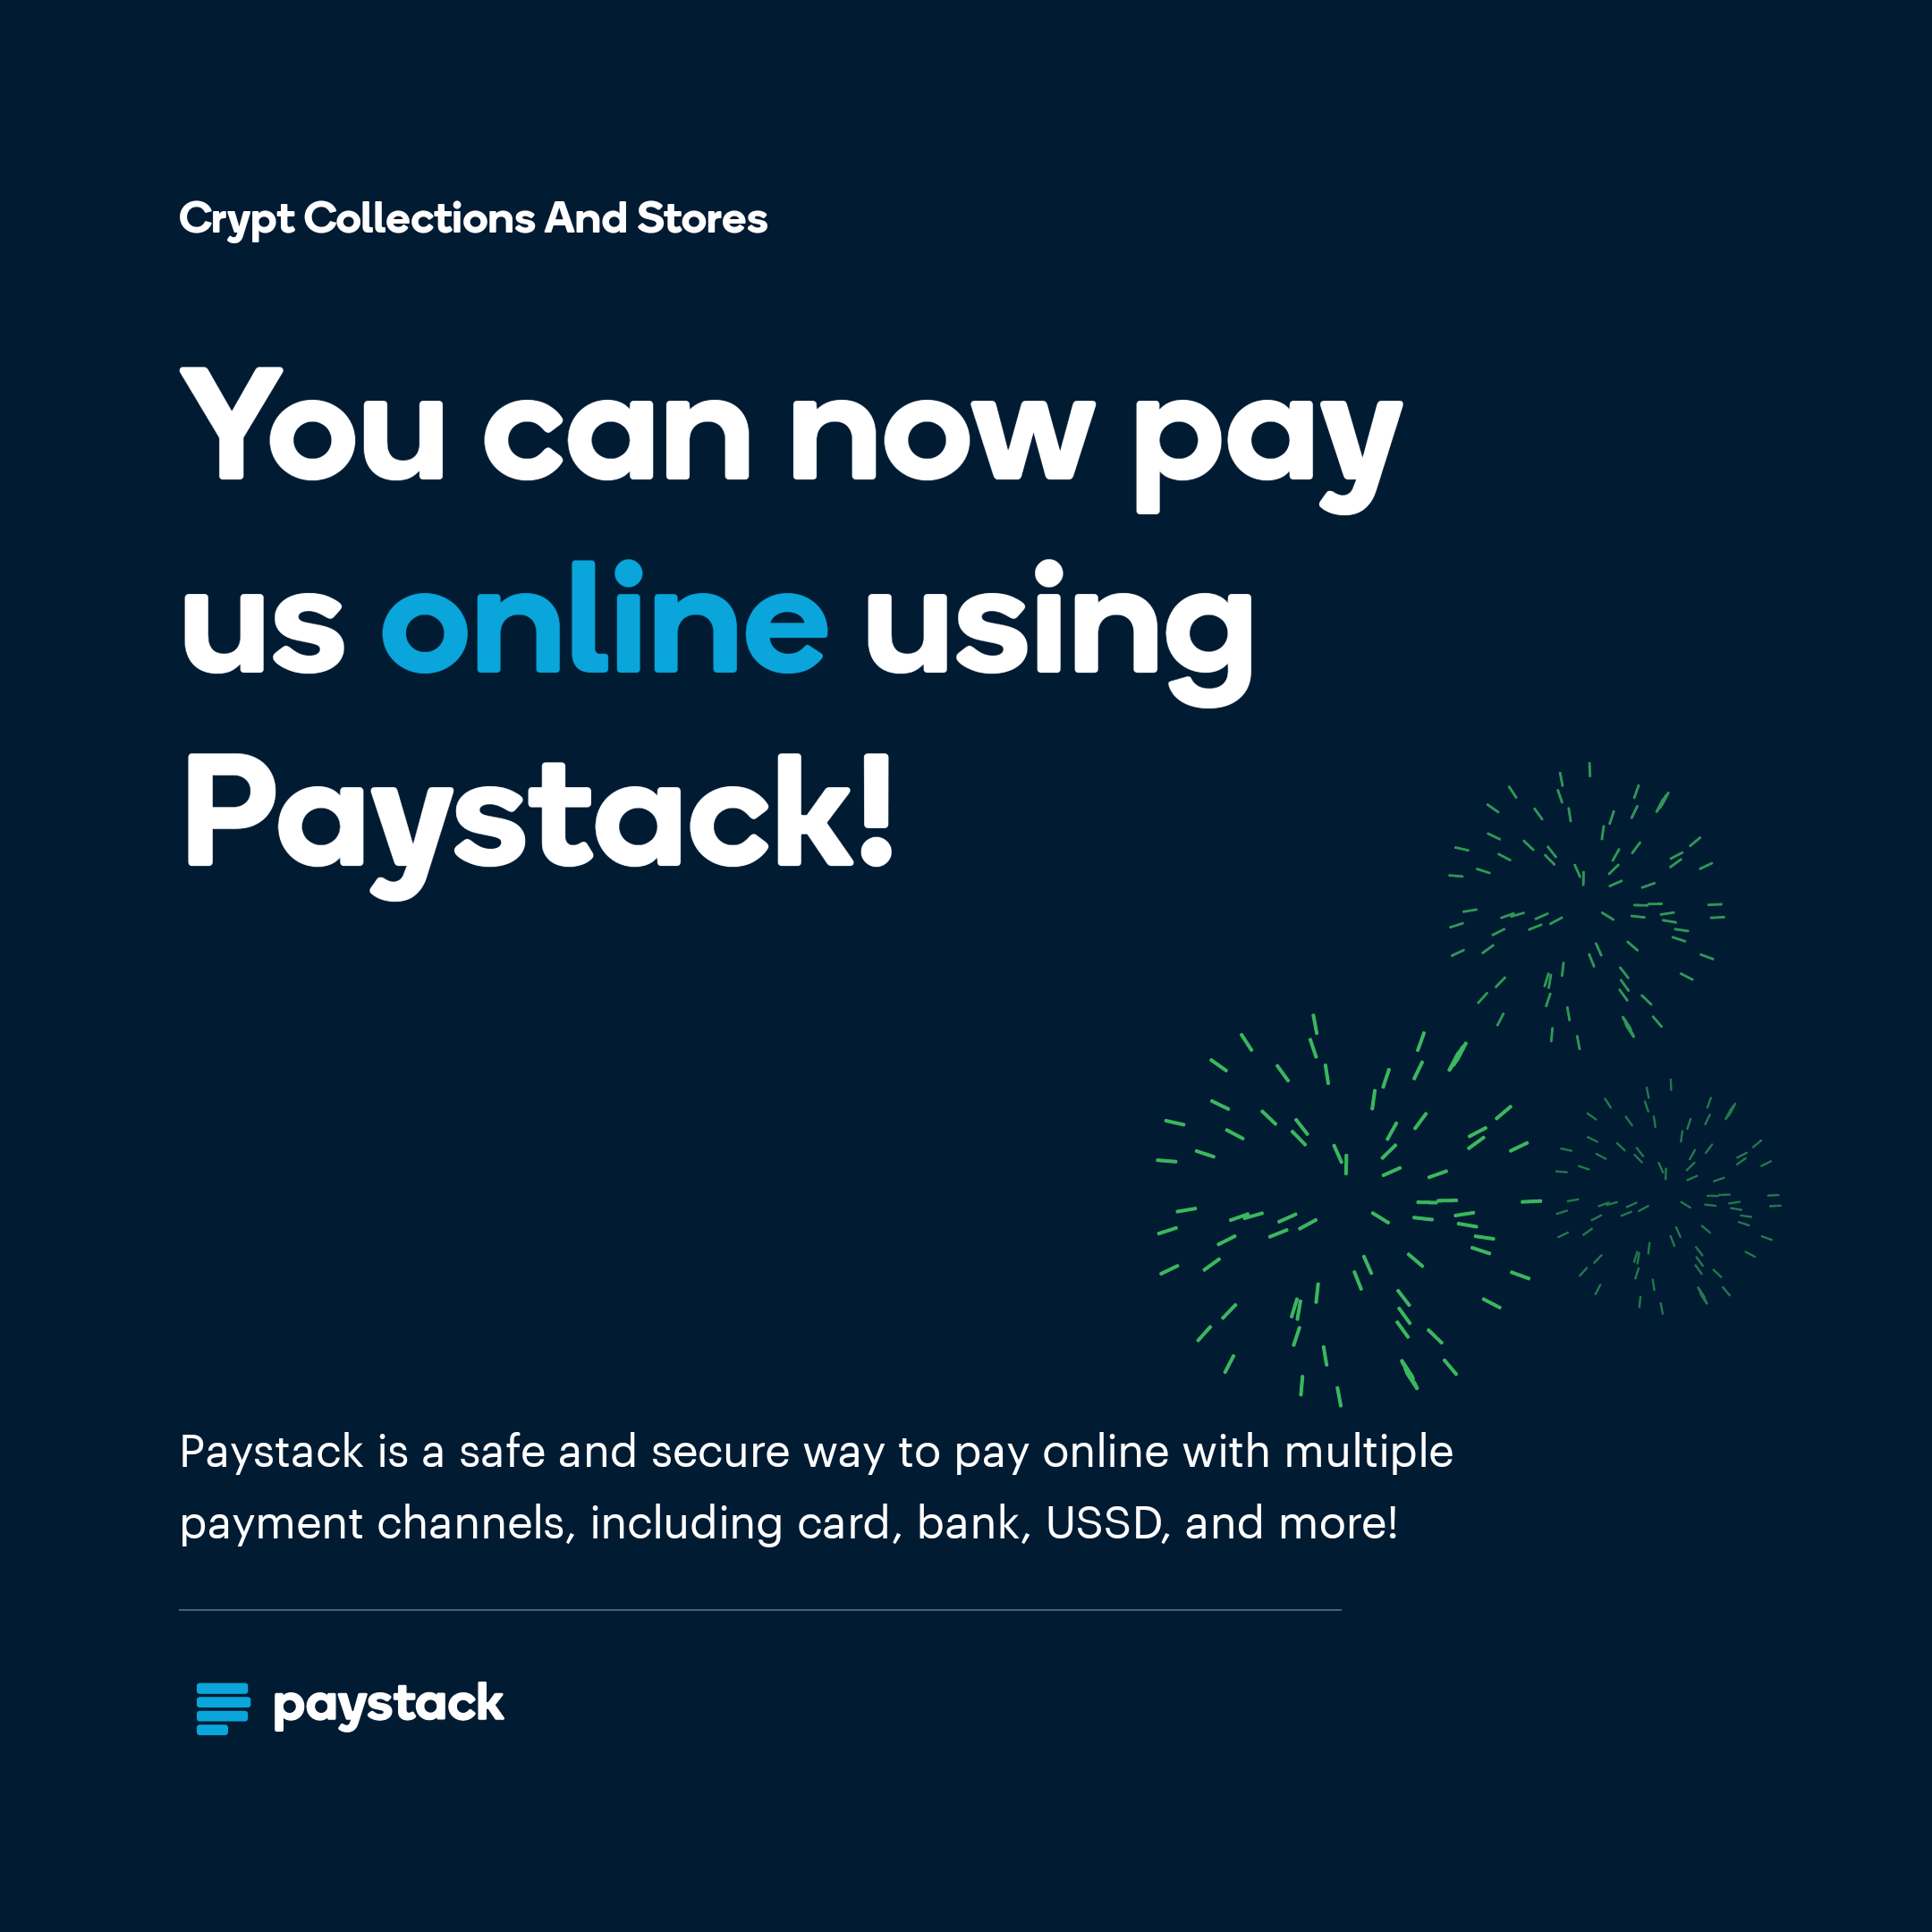 Crypt Collections And Stores
You can now pay
us online using
Paystack!
Paystack is a safe and secure way to pay online with multiple
payment channels, including card, bank, USSD, and more!
paystack